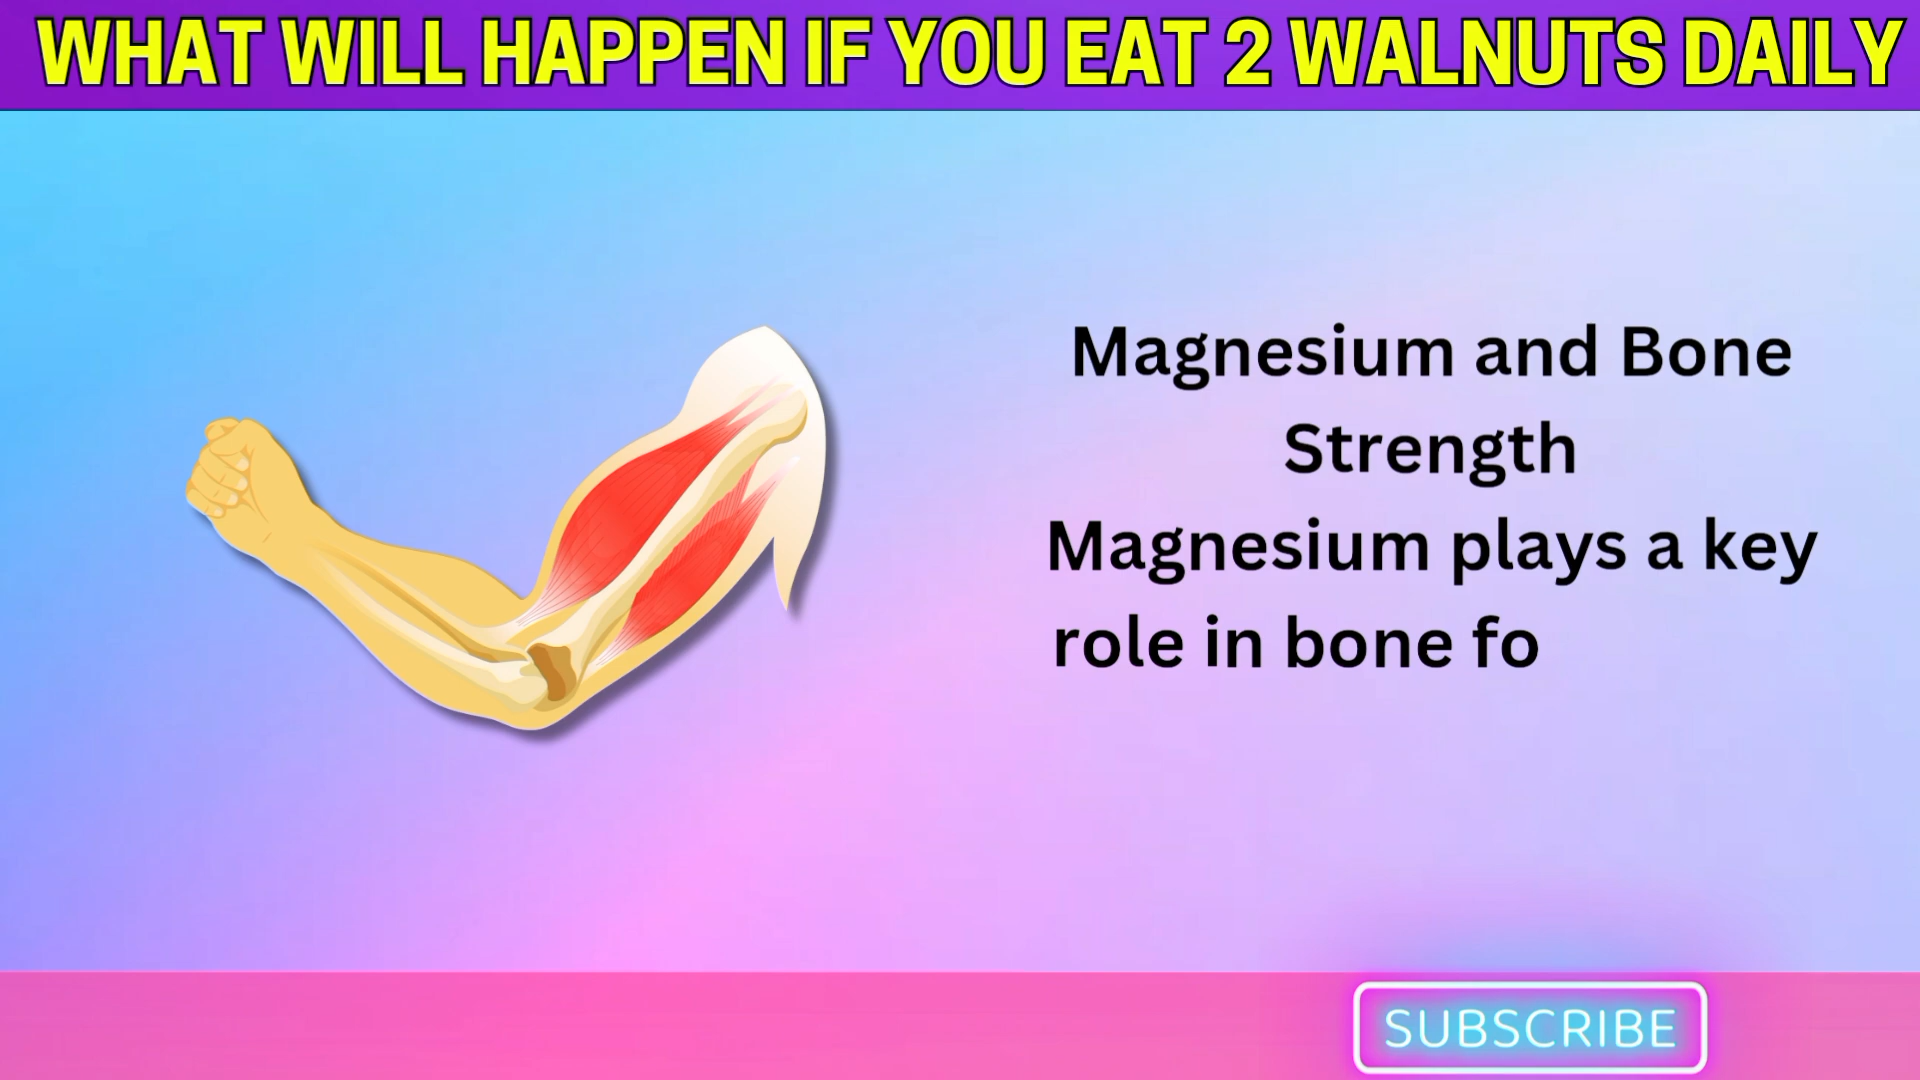 WHAT WILL HAPPEN IF YOU EAT 2 WALNUTS DAILY
Magnesium and Bone
Strength
Magnesium plays a key
role in bone fo
SUBSCRIBE